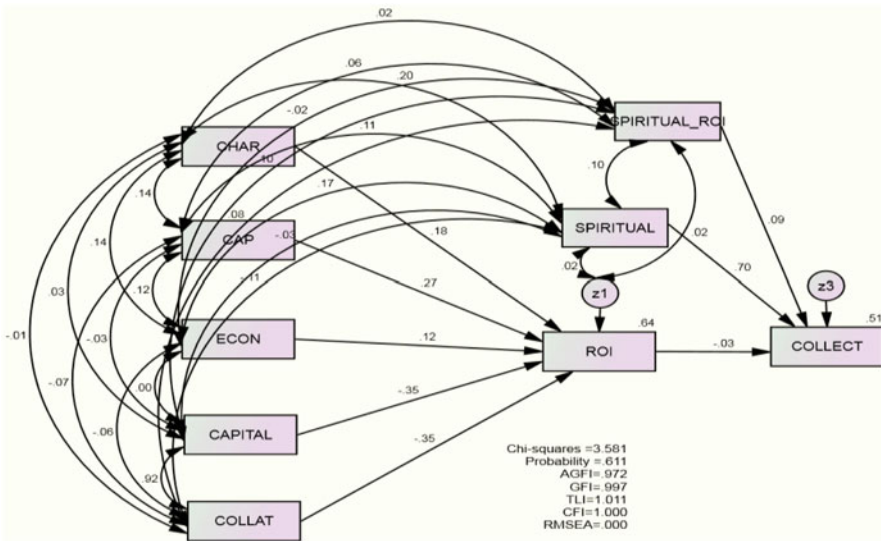 .02
.06
.20
-.02
SPIRITUAL_ROI
CHAR
.11
.10
.10
.14
.17
.08
SPIRITUAL
.09
CAP
-.03
.18
.02
.14
.02
.70
.12
-.11
.27
z1
z3
.03
ECON
.64
.51
-.01
-.03
.12
ROI
-.03
COLLECT
-.07
.00
-.35
CAPITAL
-.06
-.35
.92
COLLAT
Chi-squares =3.581
Probability =.611
AGFI=.972
GFI=.997
TLI=1.011
CFI=1.000
RMSEA=.000